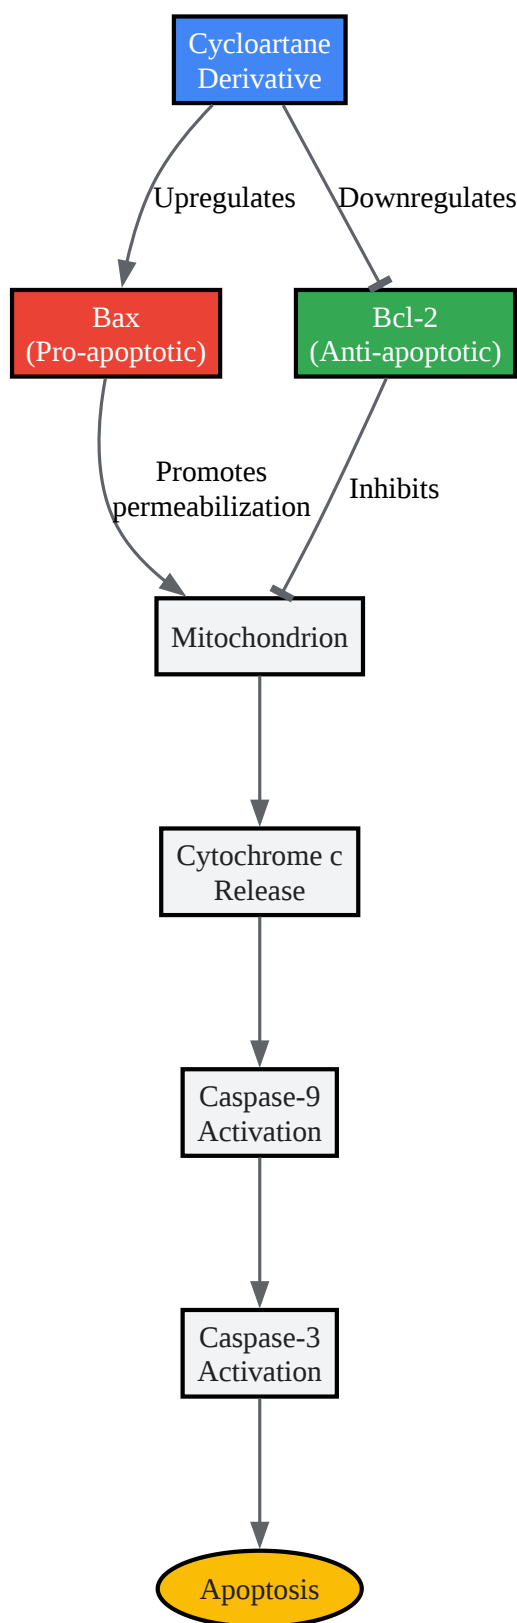 Cycloartane
Derivative
Upregulates
Downregulates
Bax
(Pro-apoptotic)
Bcl-2
(Anti-apoptotic)
Promotes
permeabilization
Inhibits
Mitochondrion
Cytochrome c
Release
Caspase-9
Activation
Caspase-3
Activation
Apoptosis